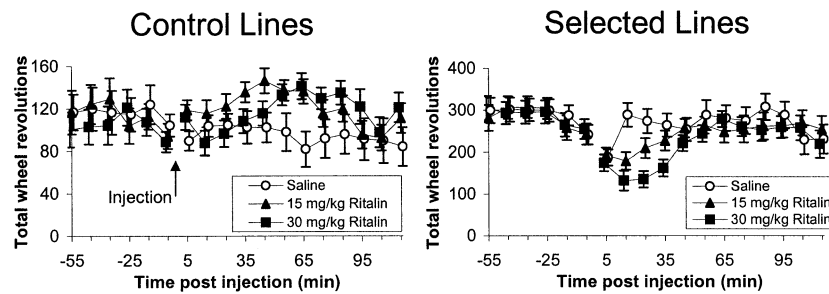 Control Lines
Total wheel revolutions
160
120
80
40
0
Injection
Saline
15 mg/kg Ritalin
30 mg/kg Ritalin
-55 -25 5 35 65 95
Time post injection (min)
Selected Lines
Total wheel revolutions
400
300
200
100
0
Saline
15 mg/kg Ritalin
30 mg/kg Ritalin
-55 -25 5 35 65 95
Time post injection (min)